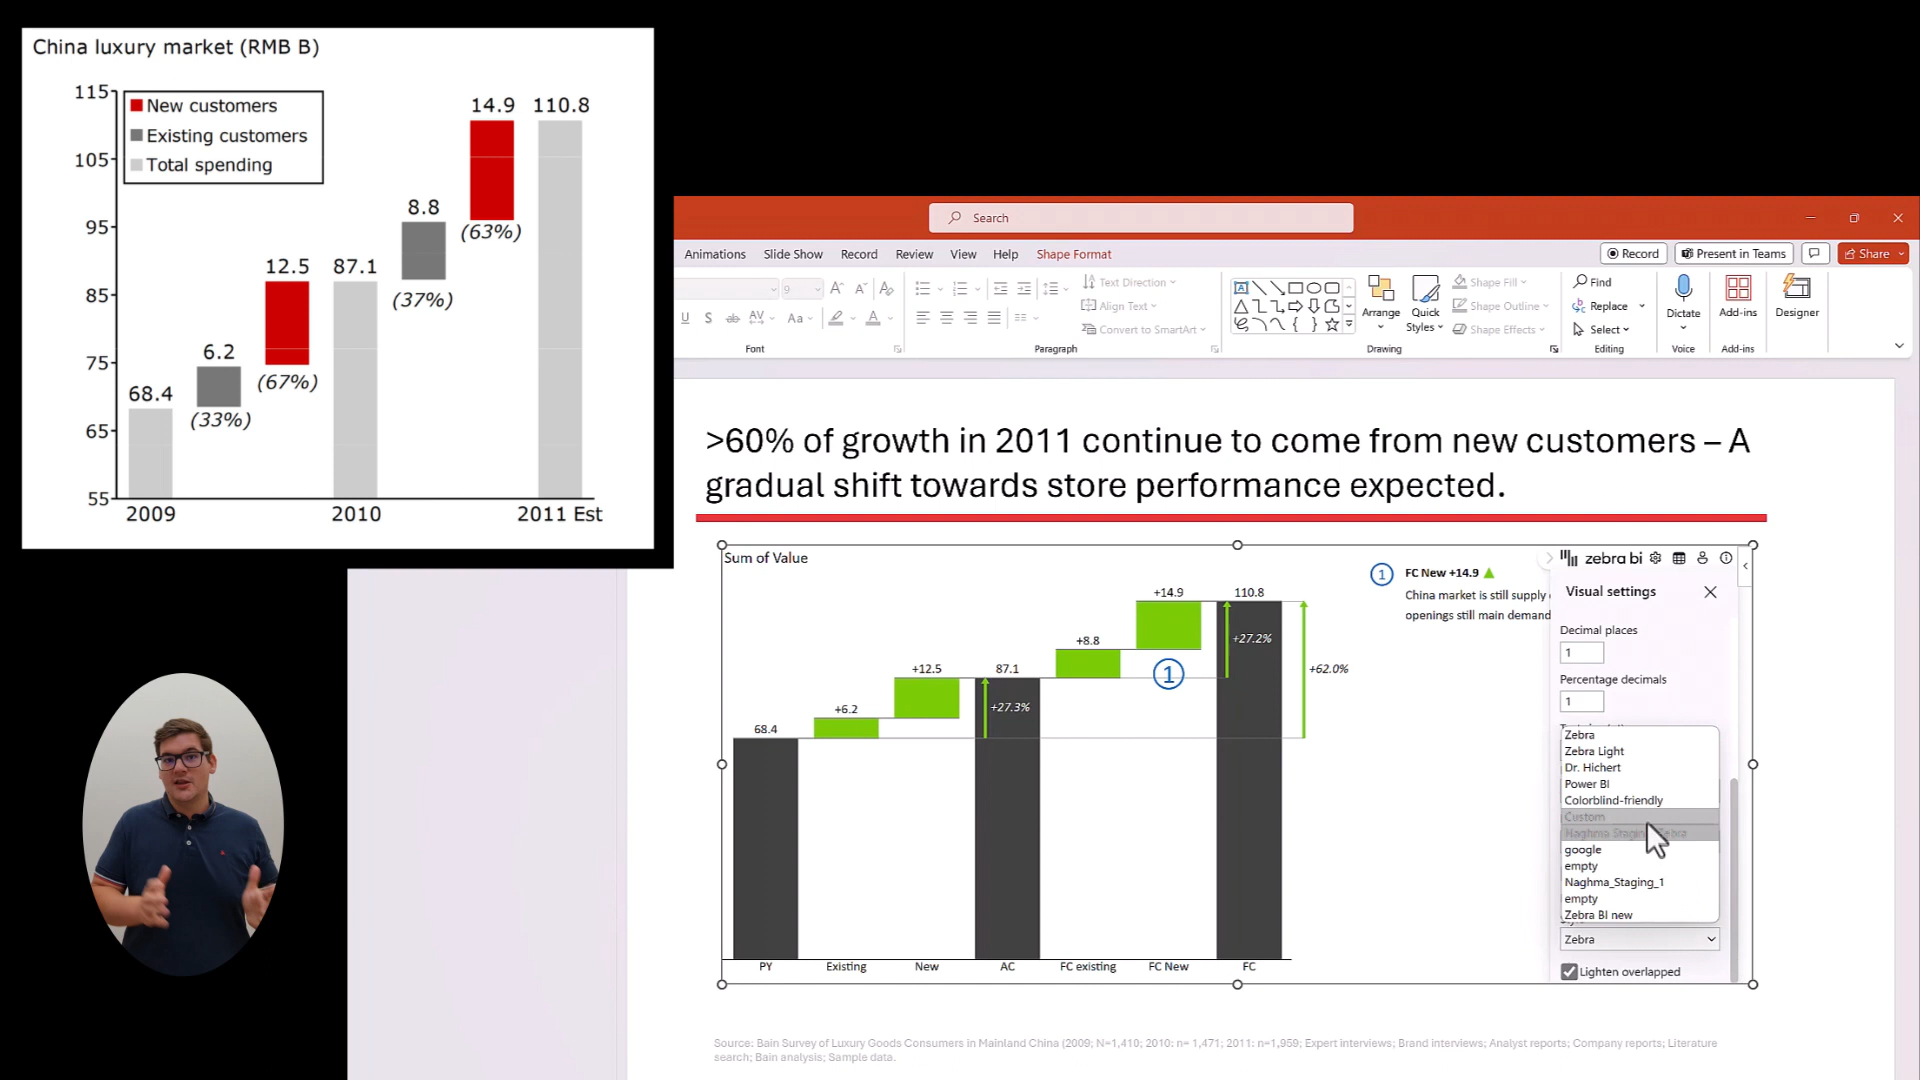 China luxury market (RMB B)
115
105
95
85
75
65
55
New customers
Existing customers
Total spending
68.4
6.2
(33%)
12.5
(67%)
87.1
8.8
(37%)
14.9
(63%)
110.8
2009
2010
2011 Est
Search
Animations
Slide Show
Record
Review
View
Help
Shape Format
Record
Present in Teams
Share
9
Text Direction
Align Text
Convert to SmartArt
Font
Paragraph
Arrange
Quick
Styles
Shape Fill
Shape Outline
Shape Effects
Drawing
Find
Replace
Select
Editing
Dictate
Voice
Add-ins
Add-ins
Designer
>60% of growth in 2011 continue to come from new customers – A
gradual shift towards store performance expected.
Sum of Value
68.4
+6.2
+12.5
87.1
+27.3%
+8.8
+14.9
1
110.8
+27.2%
+62.0%
PY
Existing
New
AC
FC existing
FC New
FC
1
FC New +14.9
China market is still supply
openings still main demand
zebra bi
Visual settings
Decimal places
1
Percentage decimals
1
Zebra
Zebra Light
Dr. Hichert
Power BI
Colorblind-friendly
Custom
google
empty
Naghma_Staging_1
empty
Zebra BI new
Zebra
Lighten overlapped
Source: Bain Survey of Luxury Goods Consumers in Mainland China (2009; N=1,410; 2010: n= 1,471; 2011: n=1,959; Expert interviews; Brand interviews; Analyst reports; Company reports; Literature
search; Bain analysis; Sample data.